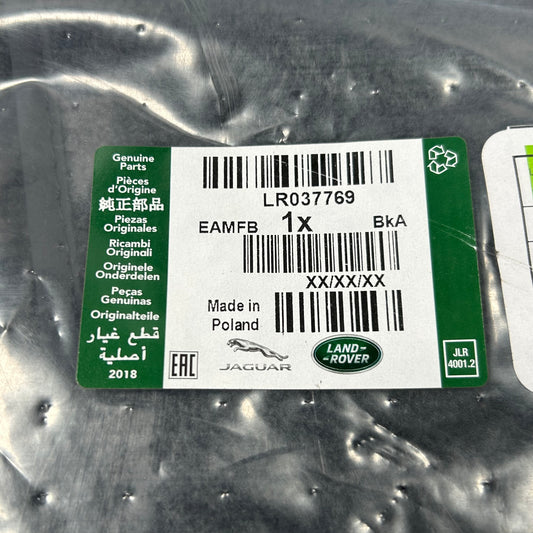 Genuine
Parts
Pièces
d'Origine
純正部品
Piezas
Originales
Ricambi
Originali
Originele
Onderdelen
Peças
Genuinas
Originalteile
قطع غيار
أصلية
2018
LR037769
EAMFB 1x BkA
XX/XX/XX
Made in
Poland
EAC
JAGUAR
LAND-
-ROVER
JLR
4001.2